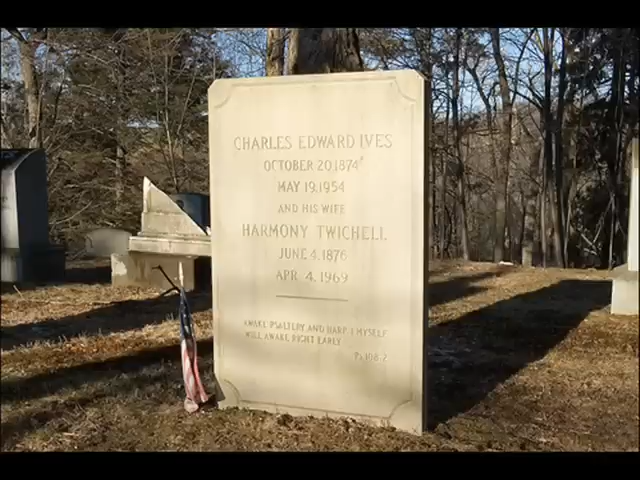 CHARLES EDWARD IVES
OCTOBER 20.1874
MAY 19.1954
AND HIS WIFE
HARMONY TWICHELL
JUNE 4.1876
APR 4.1969
AWAKE PSALTERY AND HARP I MYSELF
WILL AWAKE RIGHT EARLY
Ps 108-2